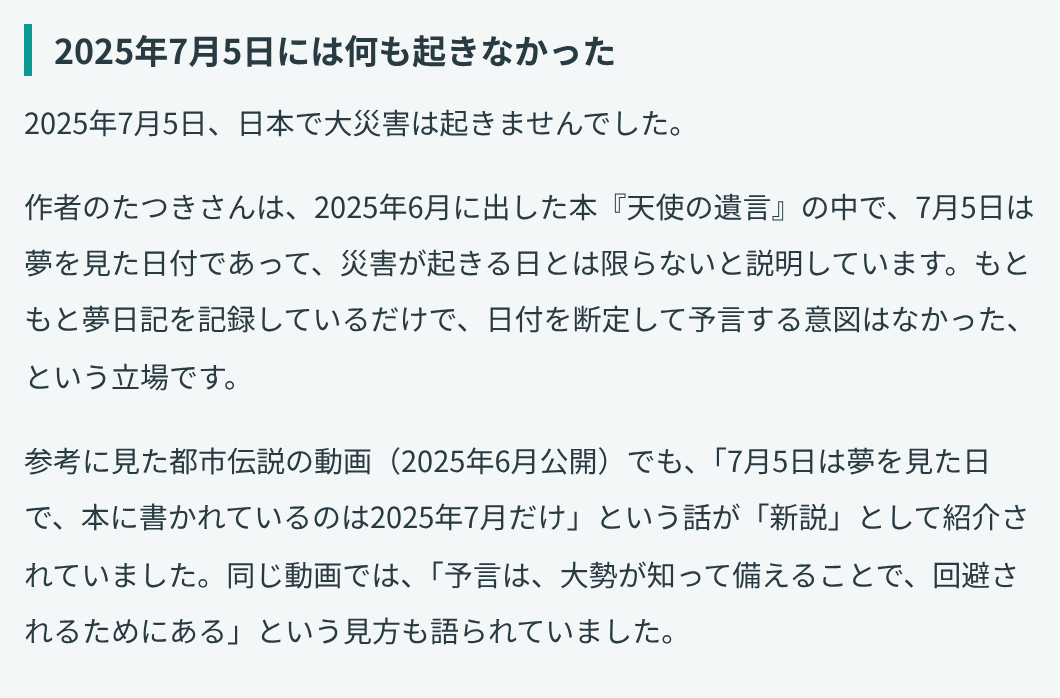 2025年7月5日には何も起きなかった
2025年7月5日、日本で大災害は起きませんでした。
作者のたつきさんは、2025年6月に出した本『天使の遺言』の中で、7月5日は
夢を見た日付であって、災害が起きる日とは限らないと説明しています。もと
もと夢日記を記録しているだけで、日付を断定して予言する意図はなかった、
という立場です。
参考に見た都市伝説の動画（2025年6月公開）でも、「7月5日は夢を見た日
で、本に書かれているのは2025年7月だけ」という話が「新説」として紹介さ
れていました。同じ動画では、「予言は、大勢が知って備えることで、回避さ
れるためにある」という見方も語られていました。